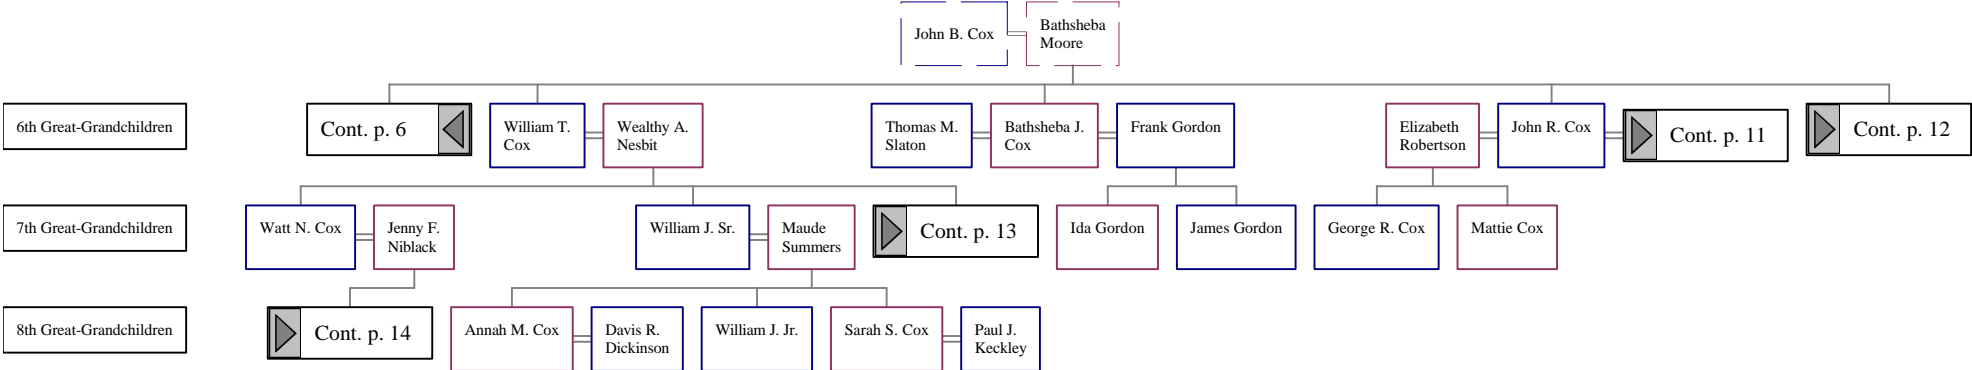 John B. Cox
Bathsheba
Moore
6th Great-Grandchildren
Cont. p. 6
William T.
Cox
Wealthy A.
Nesbit
Thomas M.
Slaton
Bathsheba J.
Cox
Frank Gordon
Elizabeth
Robertson
John R. Cox
Cont. p. 11
Cont. p. 12
7th Great-Grandchildren
Watt N. Cox
Jenny F.
Niblack
William J. Sr.
Maude
Summers
Cont. p. 13
Ida Gordon
James Gordon
George R. Cox
Mattie Cox
8th Great-Grandchildren
Cont. p. 14
Annah M. Cox
Davis R.
Dickinson
William J. Jr.
Sarah S. Cox
Paul J.
Keckley